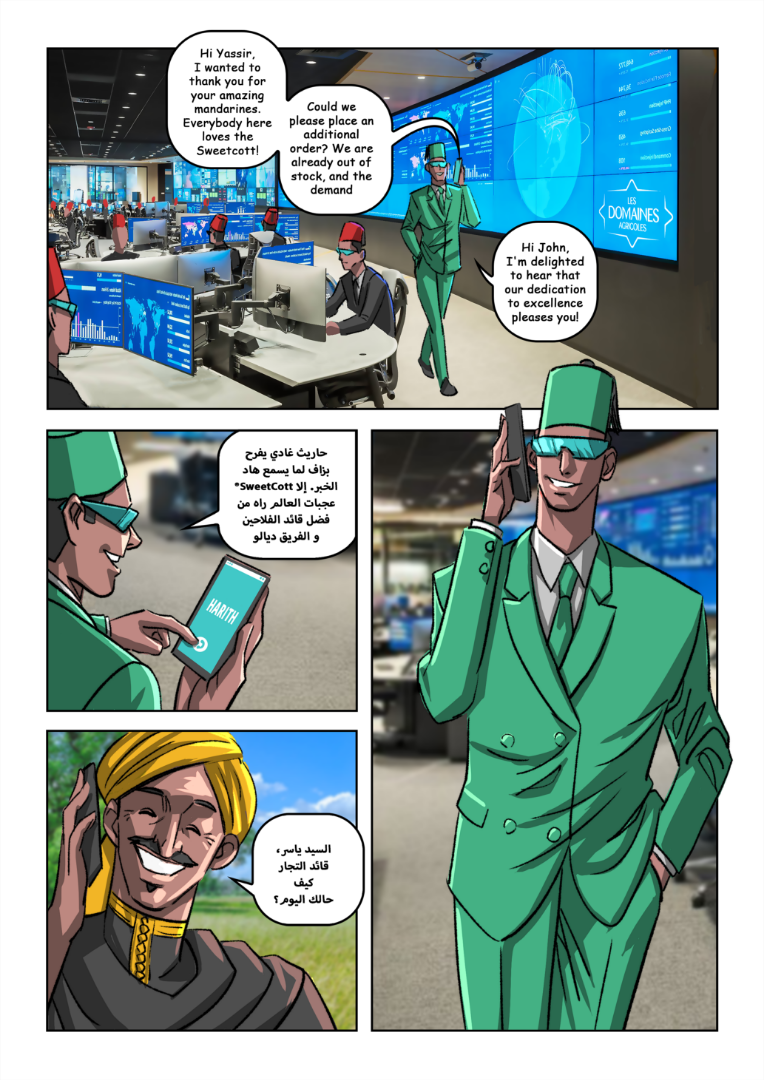 Hi Yassir,
I wanted to
thank you for
your amazing
mandarines.
Everybody here
loves the
Sweetcott!
Could we
please place an
additional
order? We are
already out of
stock, and the
demand
LES
DOMAINES
AGRICOLES
Hi John,
I'm delighted
to hear that
our dedication
to excellence
pleases you!
حاريث غادي يفرح
بزاف لما يسمع هاد
الخبر. إلا SweetCott*
عجبات العالم راه من
فضل قائد الفلاحين
و الفريق ديالو
HARITH
السيد ياسر،
قائد التجار
كيف
حالك اليوم؟